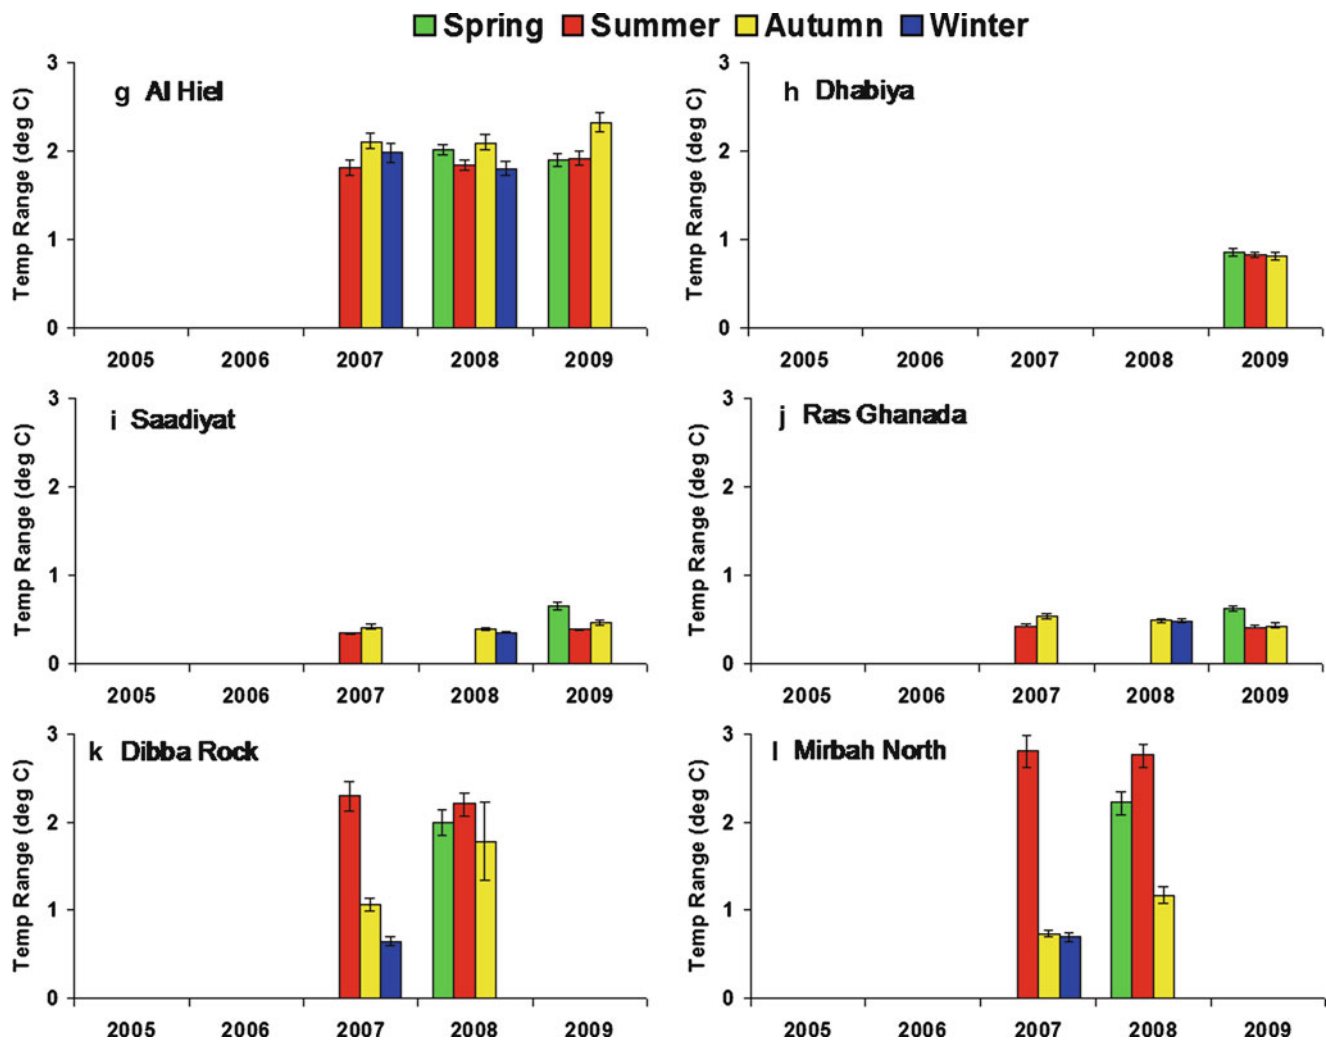 Spring Summer Autumn Winter
g Al Hiel
Temp Range (deg C)
3
2
1
0
2005 2006 2007 2008 2009
h Dhabiya
Temp Range (deg C)
3
2
1
0
2005 2006 2007 2008 2009
i Saadiyat
Temp Range (deg C)
3
2
1
0
2005 2006 2007 2008 2009
j Ras Ghanada
Temp Range (deg C)
3
2
1
0
2005 2006 2007 2008 2009
k Dibba Rock
Temp Range (deg C)
3
2
1
0
2005 2006 2007 2008 2009
l Mirbah North
Temp Range (deg C)
3
2
1
0
2005 2006 2007 2008 2009